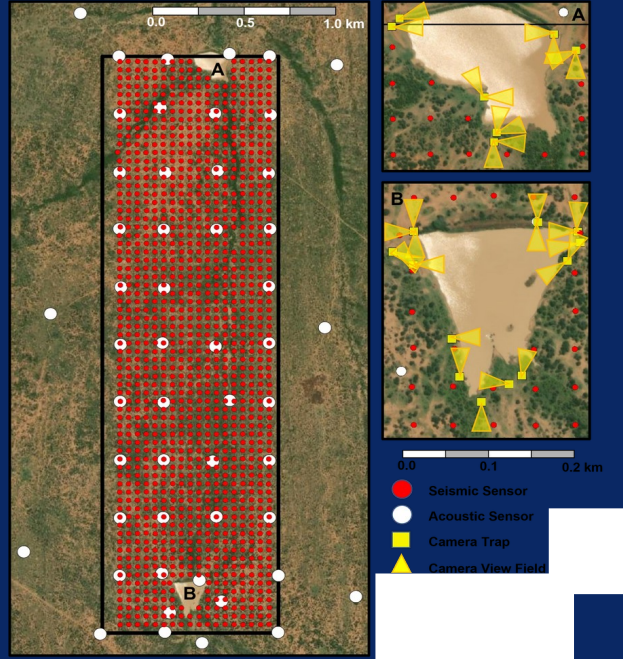 0.0 0.5 1.0 km
A
B
A
B
0.0 0.1 0.2 km
Seismic Sensor
Acoustic Sensor
Camera Trap
Camera View Field